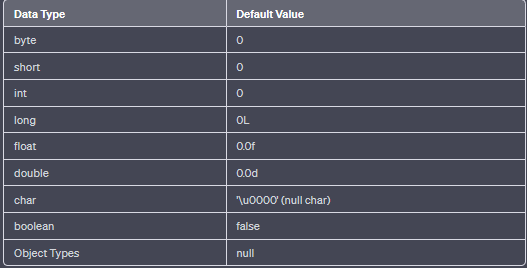 Data Type Default Value
byte 0
short 0
int 0
long 0L
float 0.0f
double 0.0d
char '\u0000' (null char)
boolean false
Object Types null